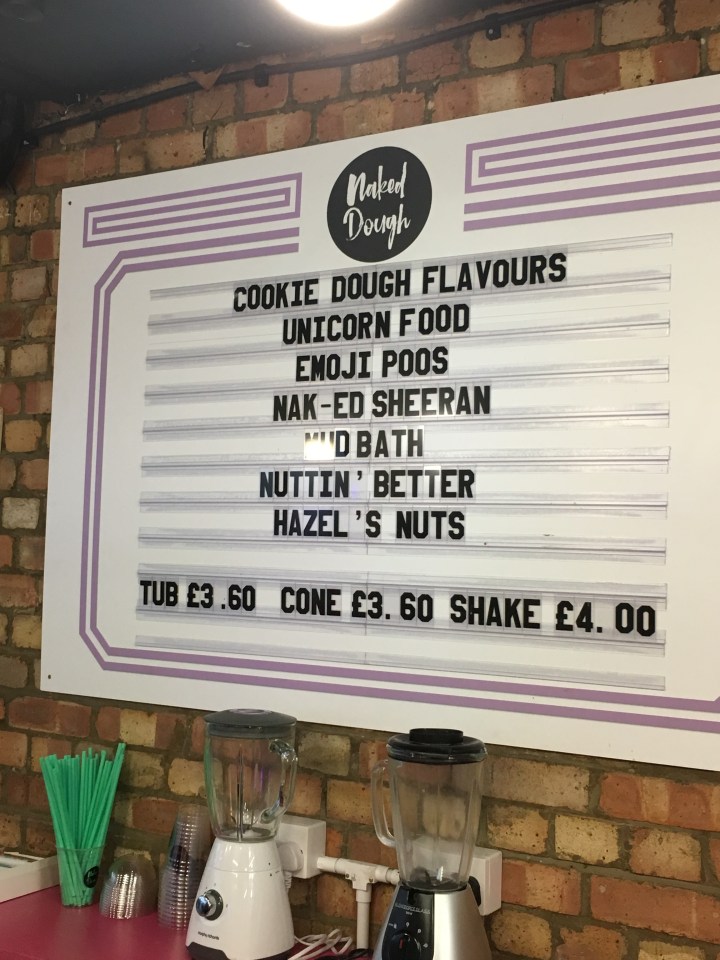 Naked
Dough
COOKIE DOUGH FLAVOURS
UNICORN FOOD
EMOJI POOS
NAK-ED SHEERAN
MUD BATH
NUTTIN' BETTER
HAZEL'S NUTS
TUB £3.60 CONE £3.60 SHAKE £4.00